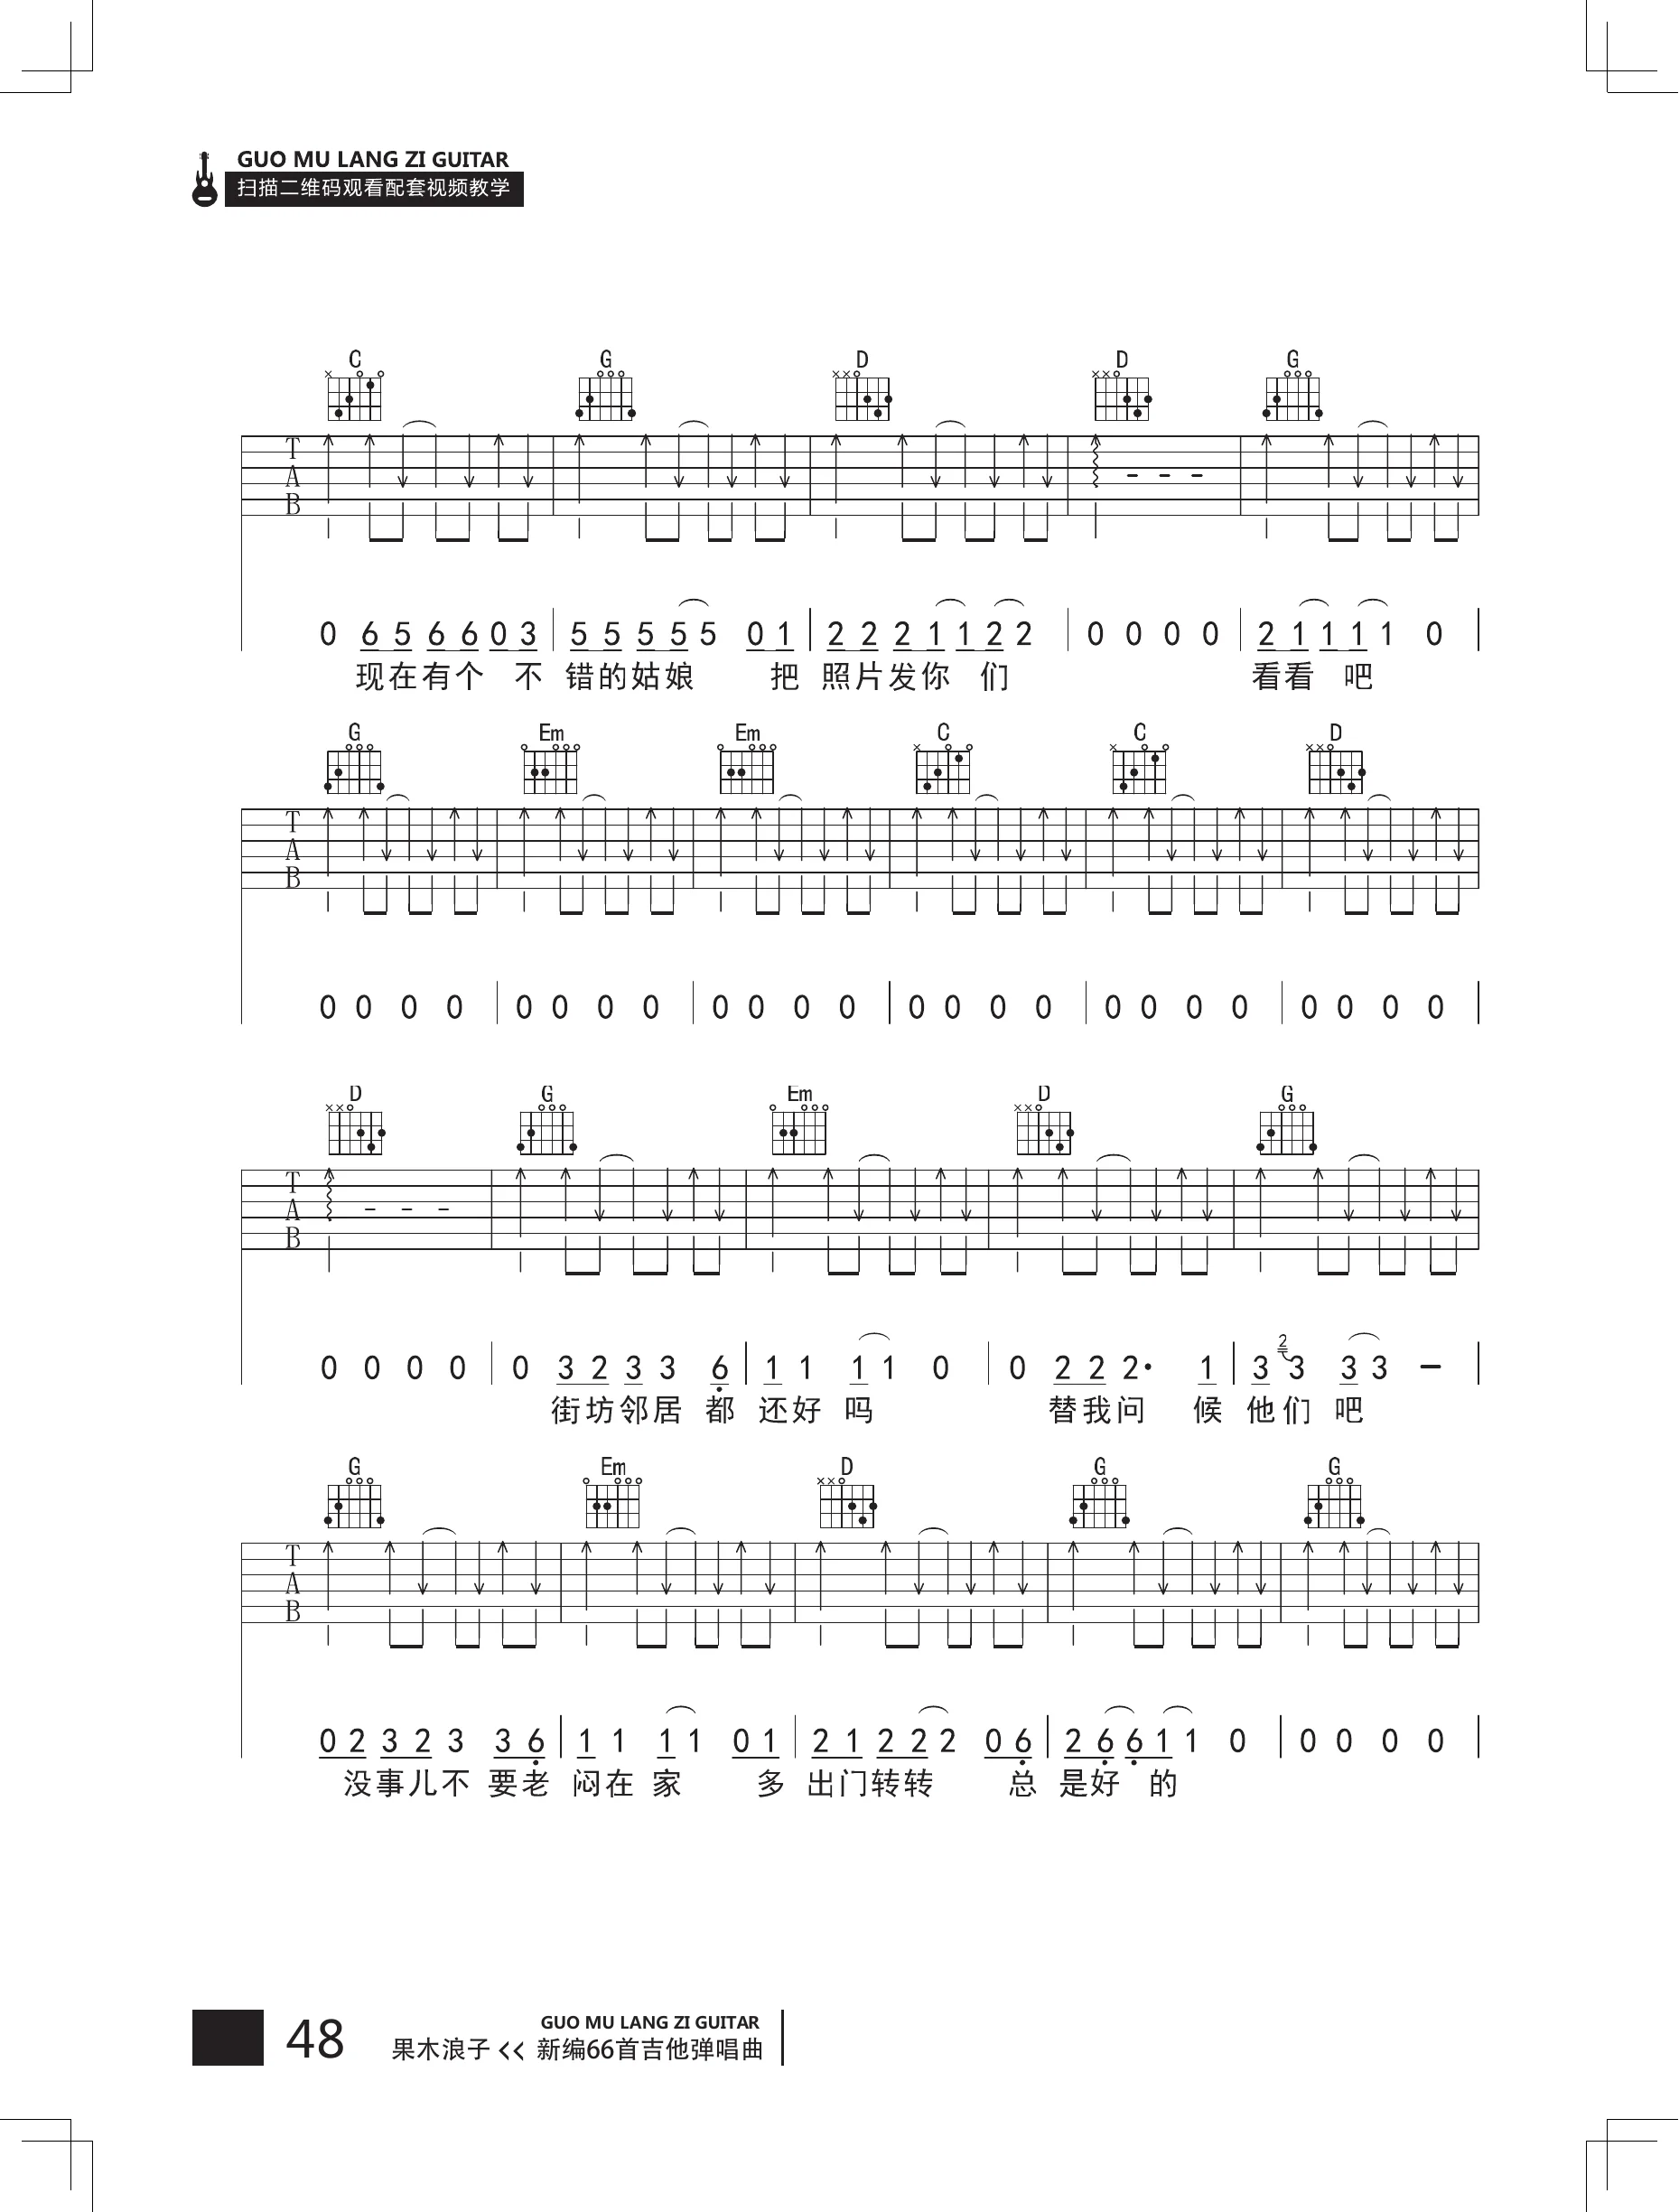 GUO MU LANG ZI GUITAR
扫描二维码观看配套视频教学
C G D D G
T
A
B
0 6 5 6 6 0 3 5 5 5 5 5 0 1 2 2 2 1 1 2 2 0 0 0 0 2 1 1 1 1 0
现在有个 不 错的姑娘 把 照片发你 们 看看 吧
G Em Em C C D
T
A
B
0 0 0 0 0 0 0 0 0 0 0 0 0 0 0 0 0 0 0 0 0 0 0 0
D G Em D G
T
A
B
0 0 0 0 0 3 2 3 3 6 1 1 1 1 0 0 2 2 2· 1 3 2 3 3 3 –
街坊邻居 都 还好 吗 替我问 候 他们 吧
G Em D G G
T
A
B
0 2 3 2 3 3 6 1 1 1 1 0 1 2 1 2 2 2 0 6 2 6 6 1 1 0 0 0 0 0
没事儿不 要老 闷在 家 多 出门转转 总 是好 的
48
GUO MU LANG ZI GUITAR
果木浪子 << 新编66首吉他弹唱曲